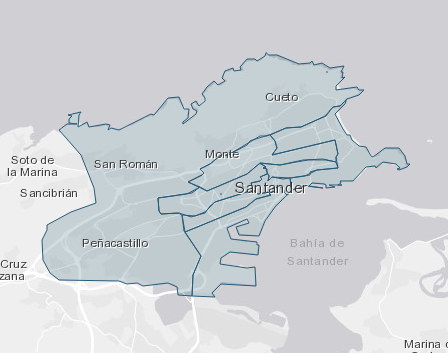 Cueto
Soto de
la Marina
San Román
Monte
Sancibrián
Santander
Peñacastillo
Bahía de
Santander
Cruz
zana
Marina d